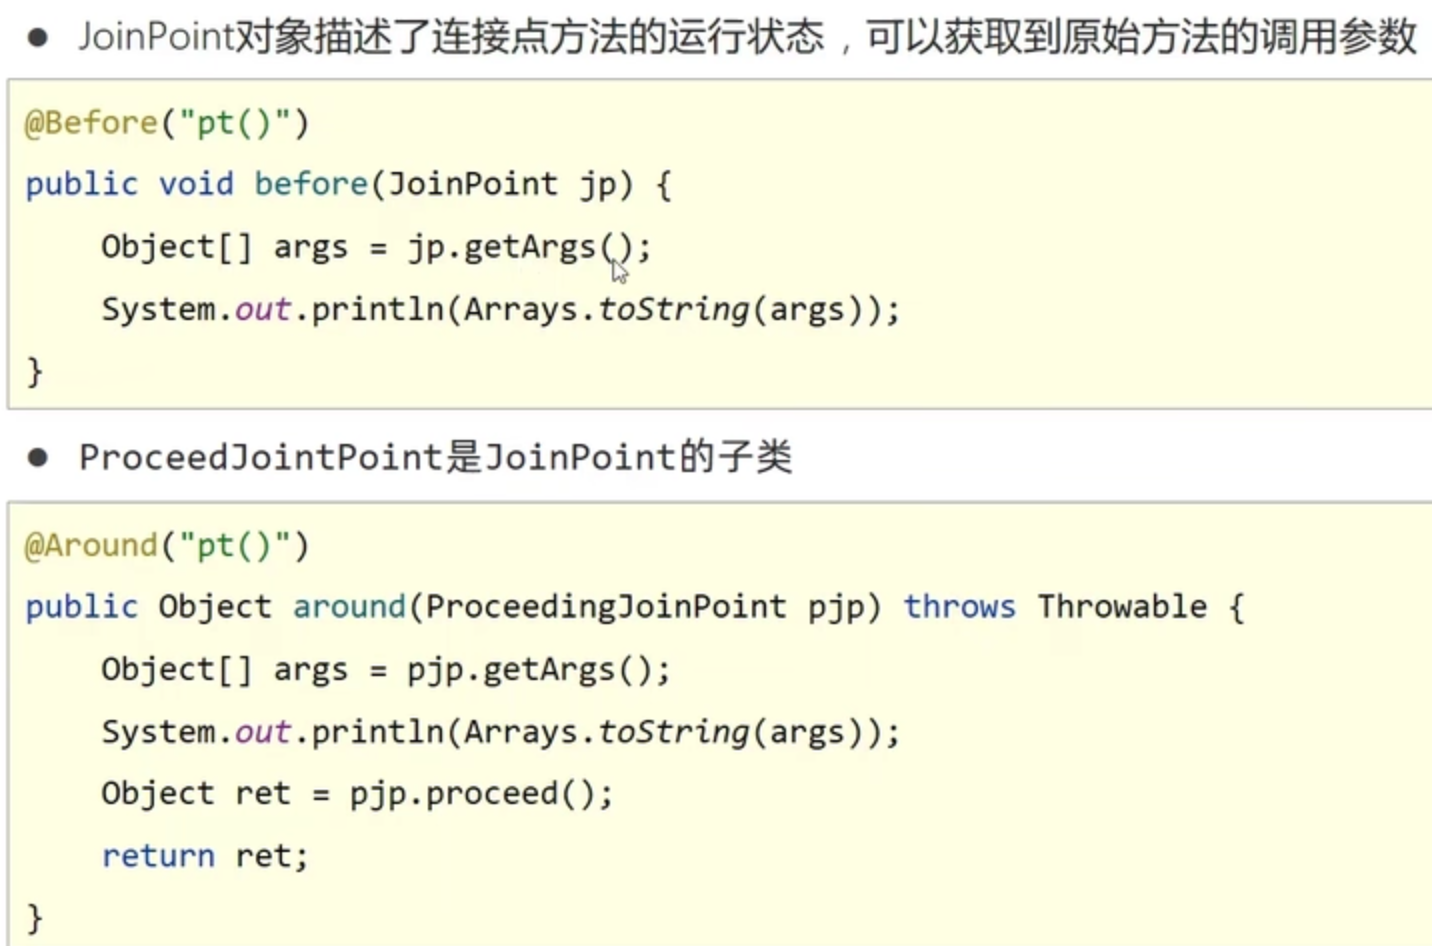 ● JoinPoint对象描述了连接点方法的运行状态，可以获取到原始方法的调用参数
@Before("pt()")
public void before(JoinPoint jp) {
    Object[] args = jp.getArgs();
    System.out.println(Arrays.toString(args));
}
● ProceedJointPoint是JoinPoint的子类
@Around("pt()")
public Object around(ProceedingJoinPoint pjp) throws Throwable {
    Object[] args = pjp.getArgs();
    System.out.println(Arrays.toString(args));
    Object ret = pjp.proceed();
    return ret;
}